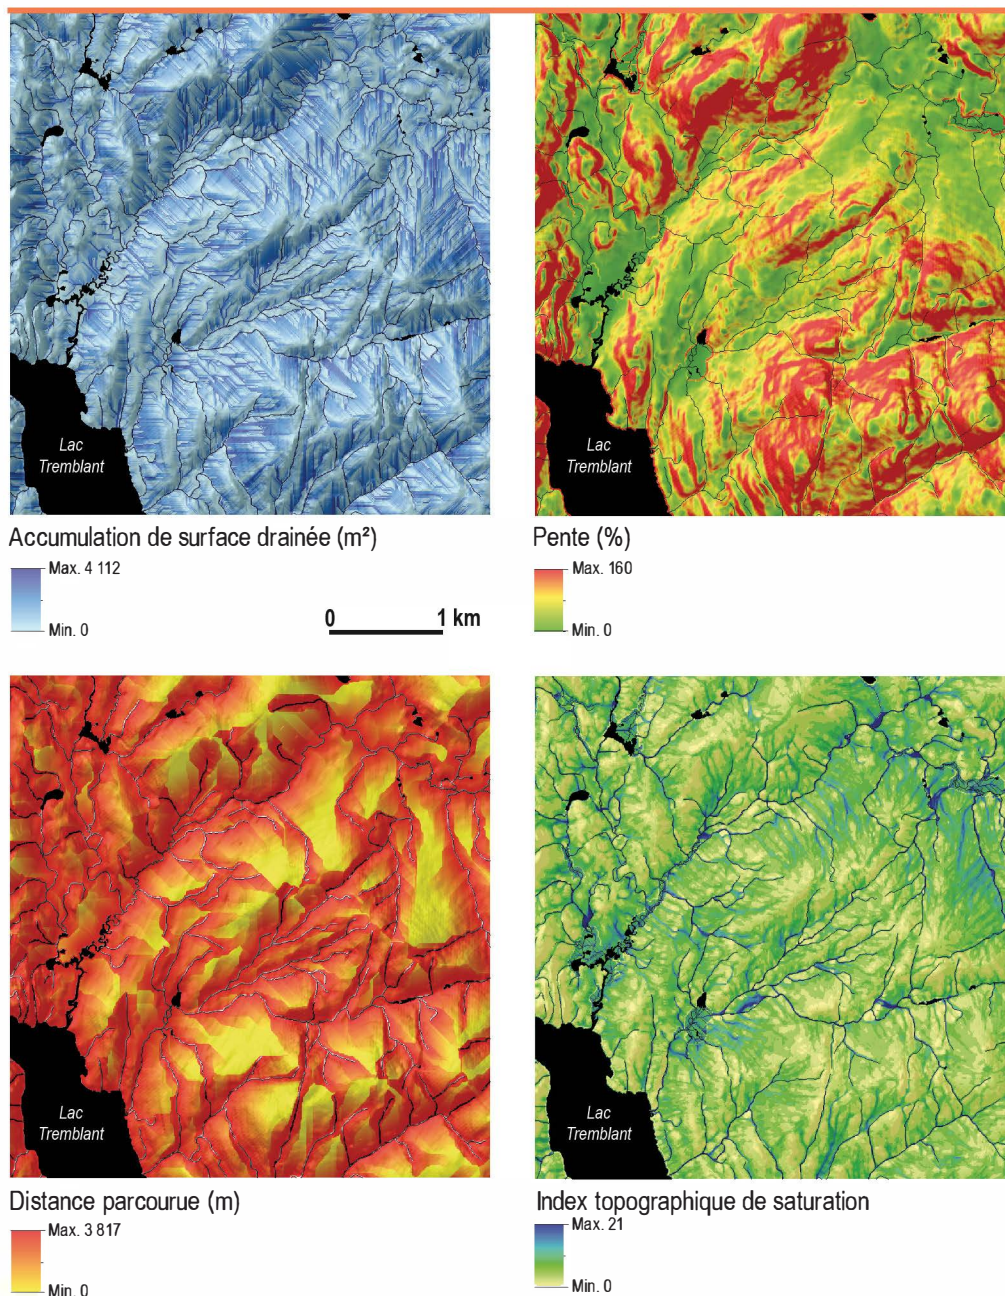 Lac
Tremblant
Lac
Tremblant
Accumulation de surface drainée (m²)
Max. 4 112
Min. 0
0 1 km
Pente (%)
Max. 160
Min. 0
Lac
Tremblant
Lac
Tremblant
Distance parcourue (m)
Max. 3 817
Min. 0
Index topographique de saturation
Max. 21
Min. 0